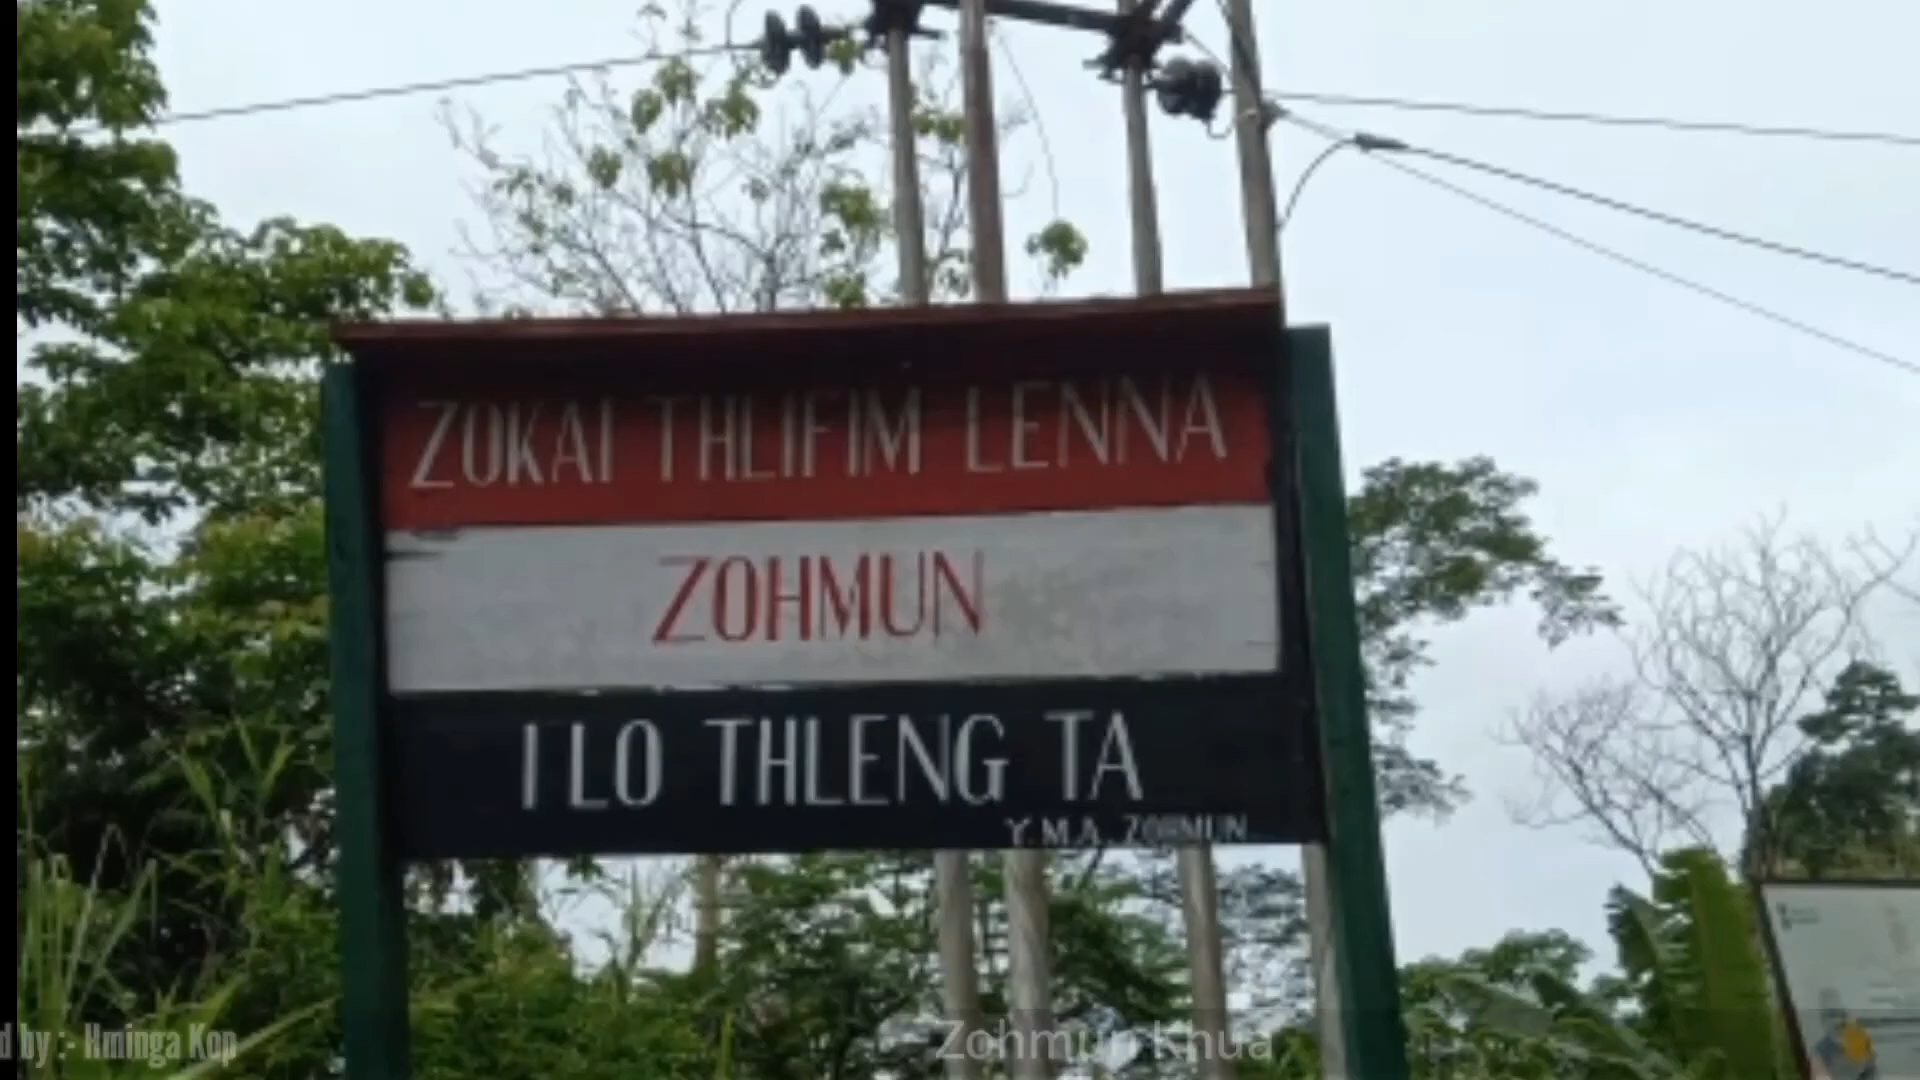 ZOKAI THLIFIM LENNA
ZOHMUN
I LO THLENG TA
Y.M.A. ZOHMUN
d by :- Hminga Kop
Zohmun khua